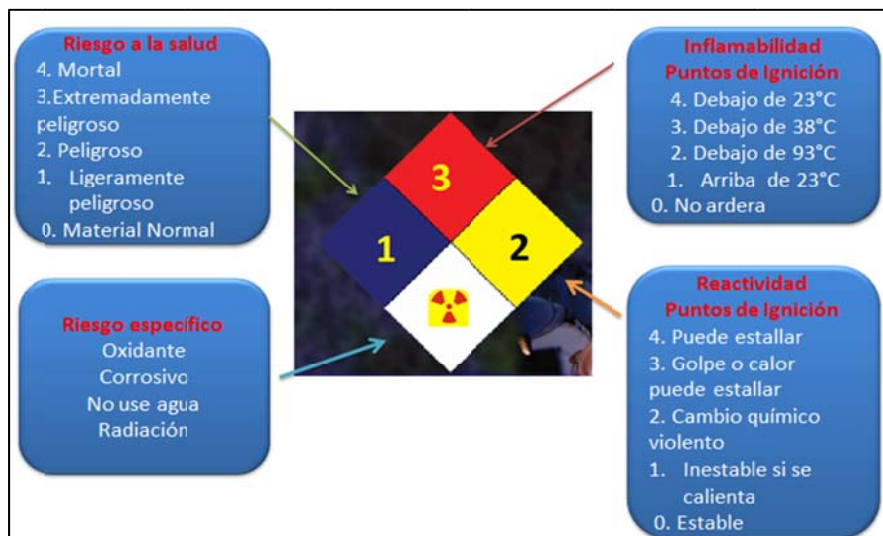 Riesgo a la salud
4. Mortal
3.Extremadamente
peligroso
2. Peligroso
1. Ligeramente
peligroso
0. Material Normal
Inflamabilidad
Puntos de Ignición
4. Debajo de 23°C
3. Debajo de 38°C
2. Debajo de 93°C
1. Arriba de 23°C
0. No ardera
3
1
2
Riesgo específico
Oxidante
Corrosivo
No use agua
Radiación
Reactividad
Puntos de Ignición
4. Puede estallar
3. Golpe o calor
puede estallar
2. Cambio químico
violento
1. Inestable si se
calienta
0. Estable